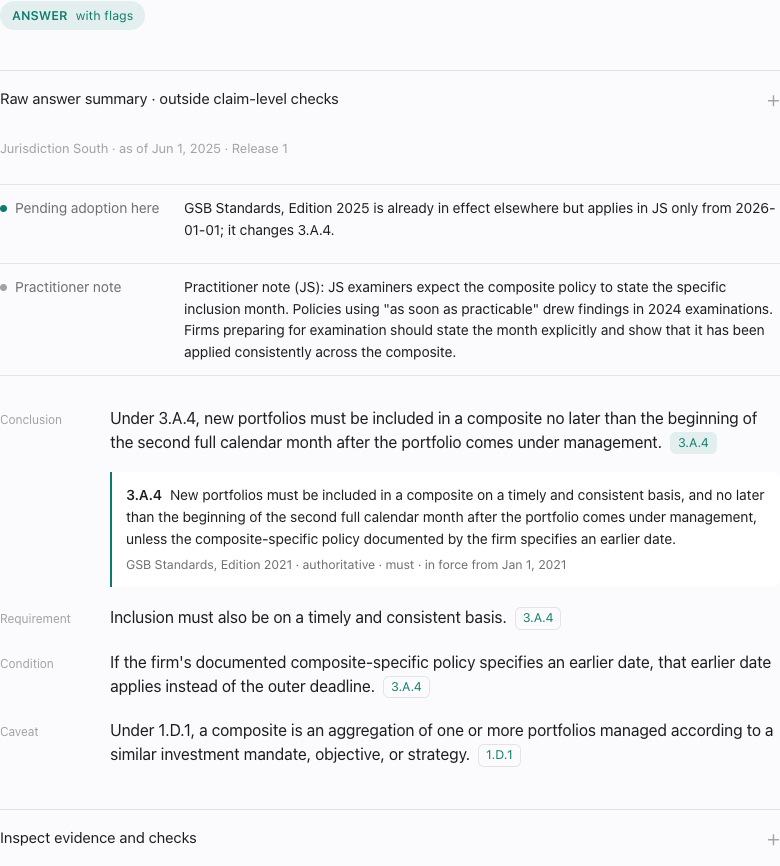 ANSWER with flags
Raw answer summary · outside claim-level checks +
Jurisdiction South · as of Jun 1, 2025 · Release 1
Pending adoption here GSB Standards, Edition 2025 is already in effect elsewhere but applies in JS only from 2026-
01-01; it changes 3.A.4.
Practitioner note Practitioner note (JS): JS examiners expect the composite policy to state the specific
inclusion month. Policies using "as soon as practicable" drew findings in 2024 examinations.
Firms preparing for examination should state the month explicitly and show that it has been
applied consistently across the composite.
Conclusion Under 3.A.4, new portfolios must be included in a composite no later than the beginning of
the second full calendar month after the portfolio comes under management. 3.A.4
3.A.4 New portfolios must be included in a composite on a timely and consistent basis, and no later
than the beginning of the second full calendar month after the portfolio comes under management,
unless the composite-specific policy documented by the firm specifies an earlier date.
GSB Standards, Edition 2021 · authoritative · must · in force from Jan 1, 2021
Requirement Inclusion must also be on a timely and consistent basis. 3.A.4
Condition If the firm's documented composite-specific policy specifies an earlier date, that earlier date
applies instead of the outer deadline. 3.A.4
Caveat Under 1.D.1, a composite is an aggregation of one or more portfolios managed according to a
similar investment mandate, objective, or strategy. 1.D.1
Inspect evidence and checks +